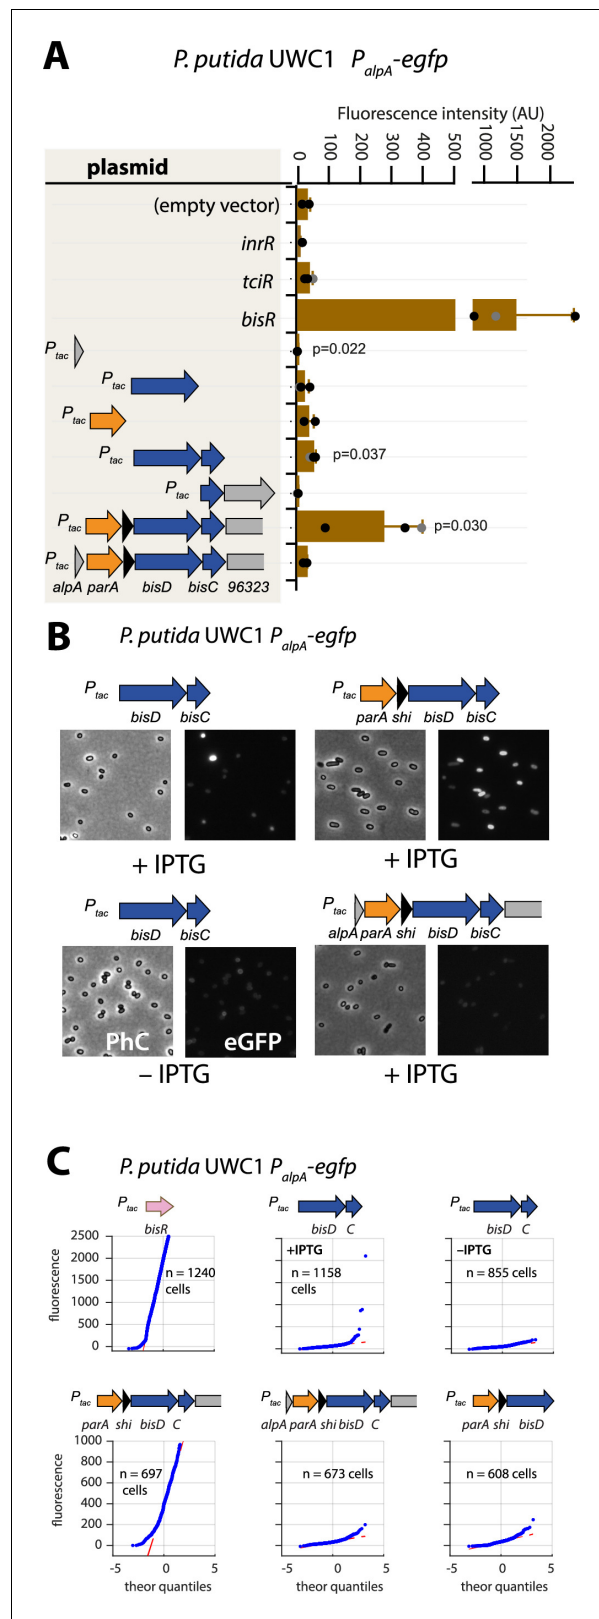 A
P. putida UWC1 PalpA-egfp
Fluorescence intensity (AU)
0 100 200 300 400 500 1000 1500 2000
plasmid
(empty vector)
inrR
tciR
bisR
Ptac p=0.022
Ptac
Ptac
Ptac p=0.037
Ptac
Ptac p=0.030
Ptac
alpA parA bisD bisC 96323
B
P. putida UWC1 PalpA-egfp
Ptac Ptac
bisD bisC parA shi bisD bisC
+ IPTG + IPTG
Ptac Ptac
bisD bisC alpA parA shi bisD bisC
PhC eGFP
– IPTG + IPTG
C
P. putida UWC1 PalpA-egfp
Ptac Ptac Ptac
bisR bisD C bisD C
fluorescence
2500
2000
1500
1000
500
0
n = 1240 cells
+IPTG
n = 1158 cells
–IPTG
n = 855 cells
Ptac Ptac Ptac
parA shi bisD C alpA parA shi bisD C parA shi bisD
fluorescence
1000
800
600
400
200
0
n = 697 cells
n = 673 cells
n = 608 cells
-5 0 5 -5 0 5 -5 0 5
theor quantiles theor quantiles theor quantiles